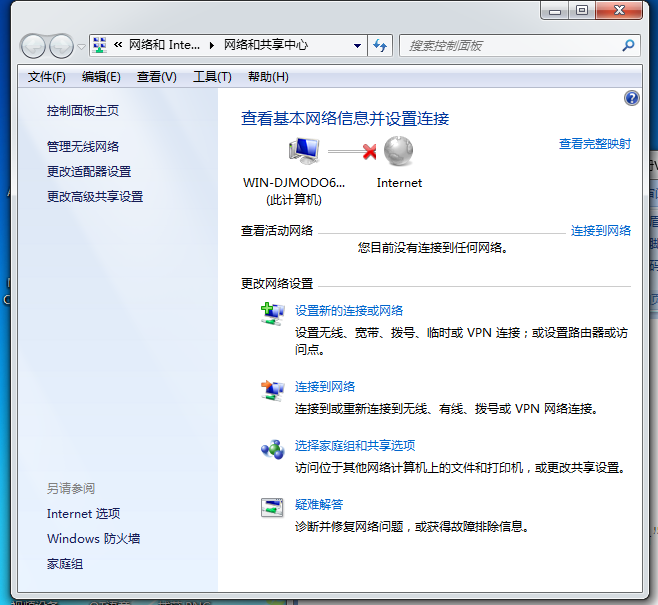 « 网络和 Inte... ▸ 网络和共享中心
搜索控制面板
文件(F) 编辑(E) 查看(V) 工具(T) 帮助(H)
控制面板主页
管理无线网络
更改适配器设置
更改高级共享设置
另请参阅
Internet 选项
Windows 防火墙
家庭组
查看基本网络信息并设置连接
查看完整映射
WIN-DJMODO6...
(此计算机)
Internet
查看活动网络
连接到网络
您目前没有连接到任何网络。
更改网络设置
设置新的连接或网络
设置无线、宽带、拨号、临时或 VPN 连接；或设置路由器或访
问点。
连接到网络
连接到或重新连接到无线、有线、拨号或 VPN 网络连接。
选择家庭组和共享选项
访问位于其他网络计算机上的文件和打印机，或更改共享设置。
疑难解答
诊断并修复网络问题，或获得故障排除信息。